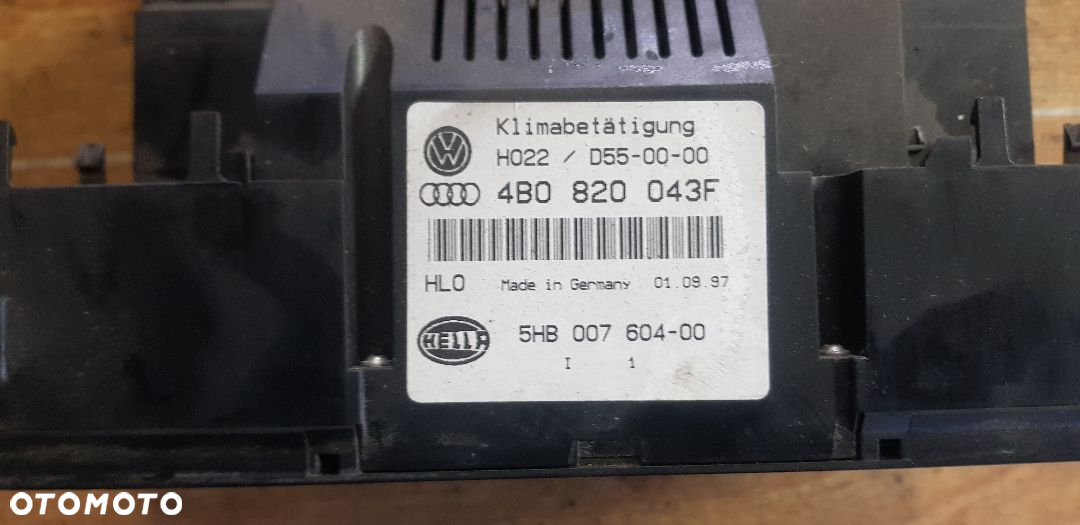 Klimabetätigung
H022 / D55-00-00
4B0 820 043F
HLO Made in Germany 01.09.97
HELLA 5HB 007 604-00
I 1
OTOMOTO